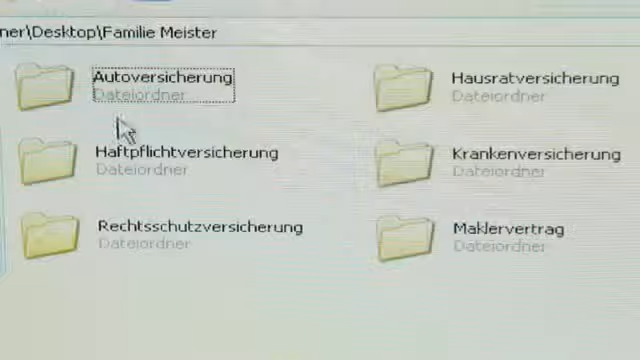 ner\Desktop\Familie Meister
Autoversicherung
Dateiordner
Hausratversicherung
Dateiordner
Haftpflichtversicherung
Dateiordner
Krankenversicherung
Dateiordner
Rechtsschutzversicherung
Dateiordner
Maklervertrag
Dateiordner